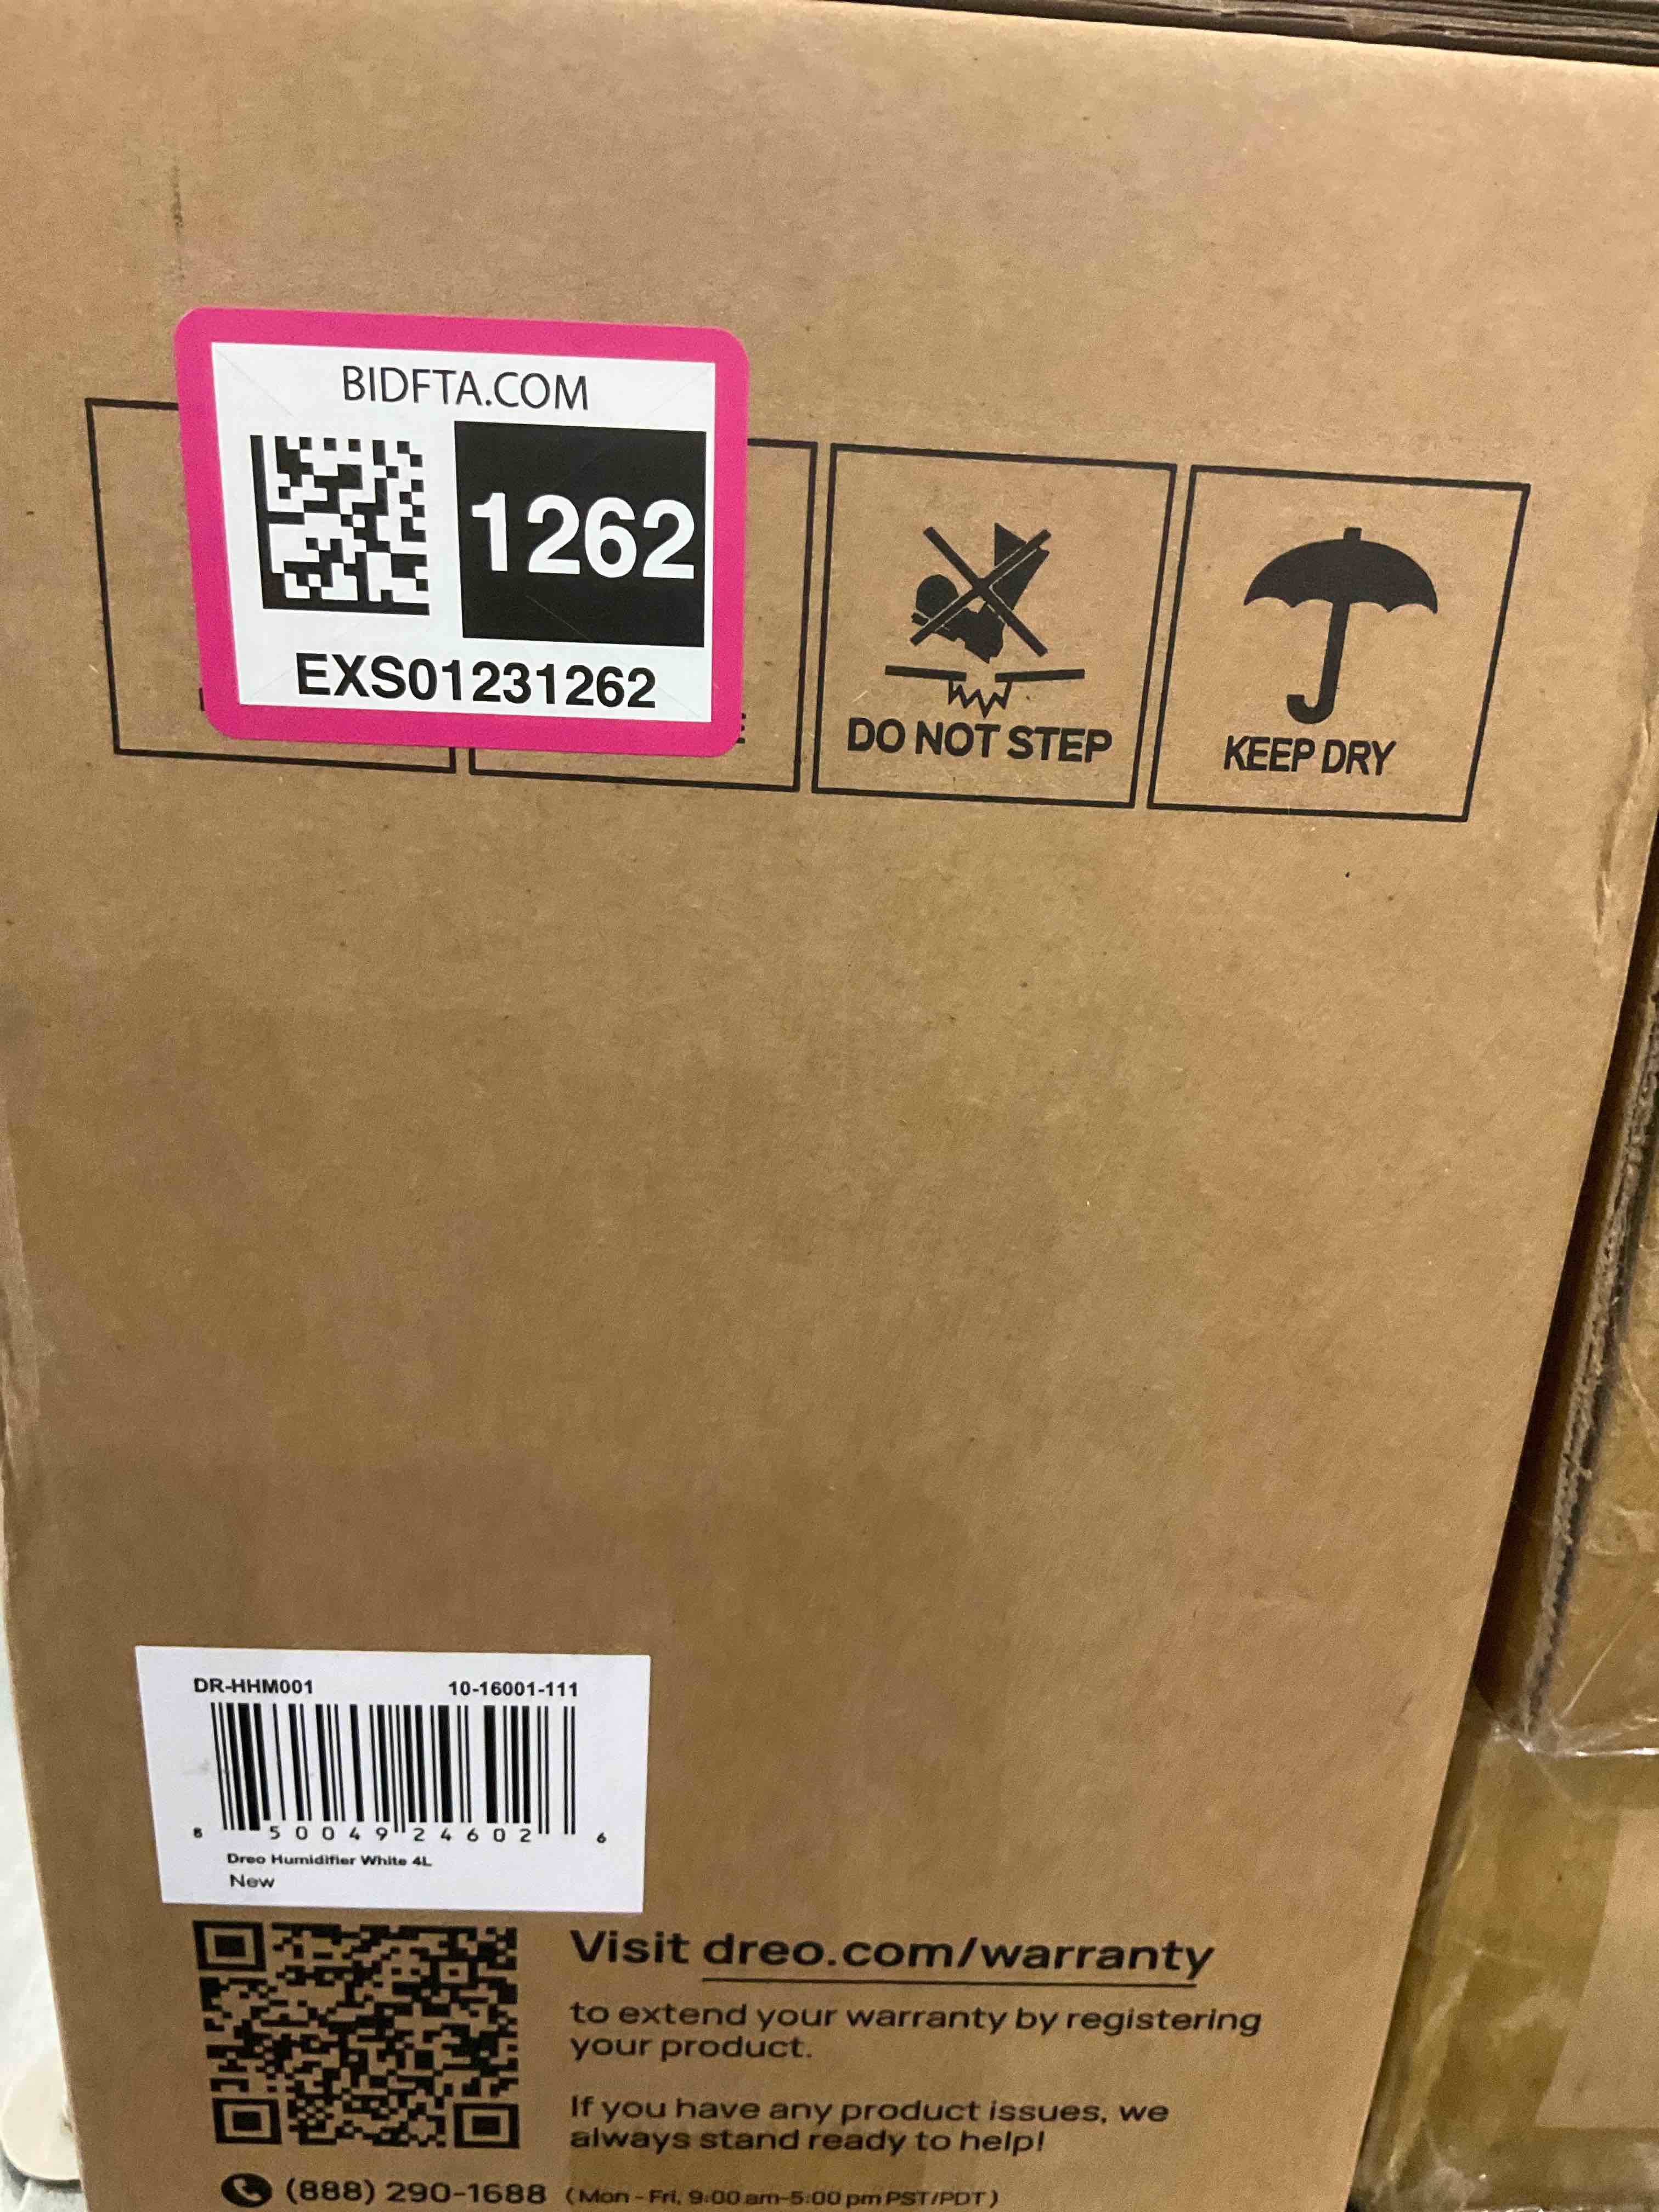 BIDFTA.COM
1262
EXS01231262
DO NOT STEP
KEEP DRY
DR-HHM001 10-16001-111
8 50049 24602 6
Dreo Humidifier White 4L
New
Visit dreo.com/warranty
to extend your warranty by registering
your product.
If you have any product issues, we
always stand ready to help!
(888) 290-1688 (Mon - Fri, 9:00 am-5:00 pm PST/PDT)